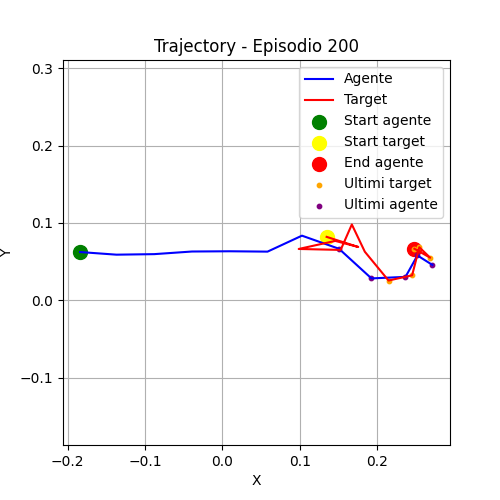 Trajectory - Episodio 200
0.3
0.2
0.1
0.0
−0.1
Y
−0.2
−0.1
0.0
0.1
0.2
X
Agente
Target
Start agente
Start target
End agente
Ultimi target
Ultimi agente